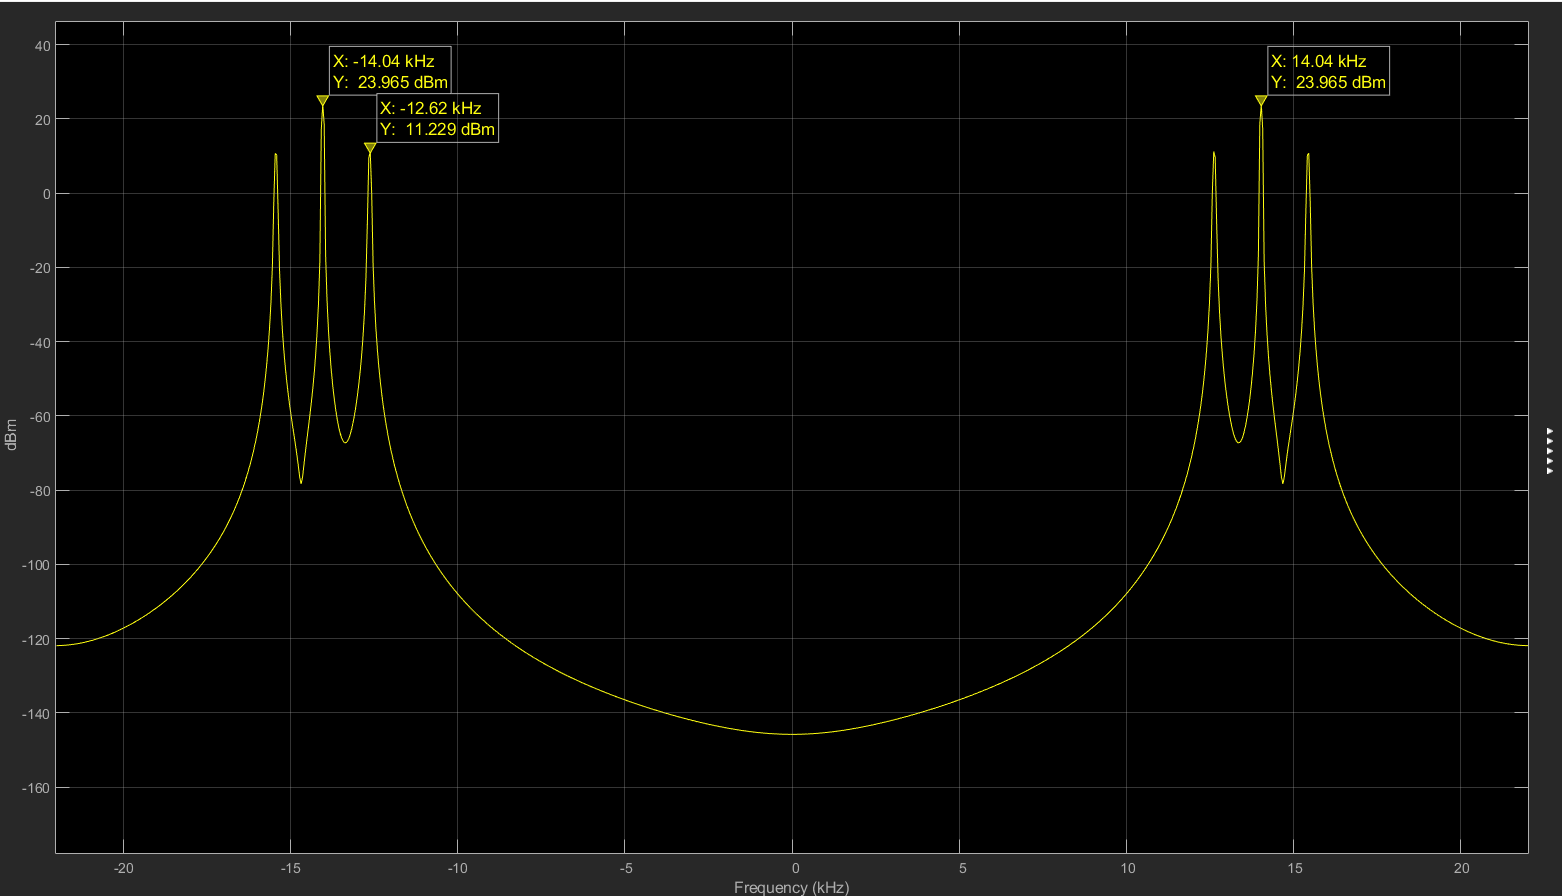 X: -14.04 kHz
Y: 23.965 dBm
X: -12.62 kHz
Y: 11.229 dBm
X: 14.04 kHz
Y: 23.965 dBm
40
20
0
-20
-40
-60
-80
-100
-120
-140
-160
dBm
-20
-15
-10
-5
0
5
10
15
20
Frequency (kHz)